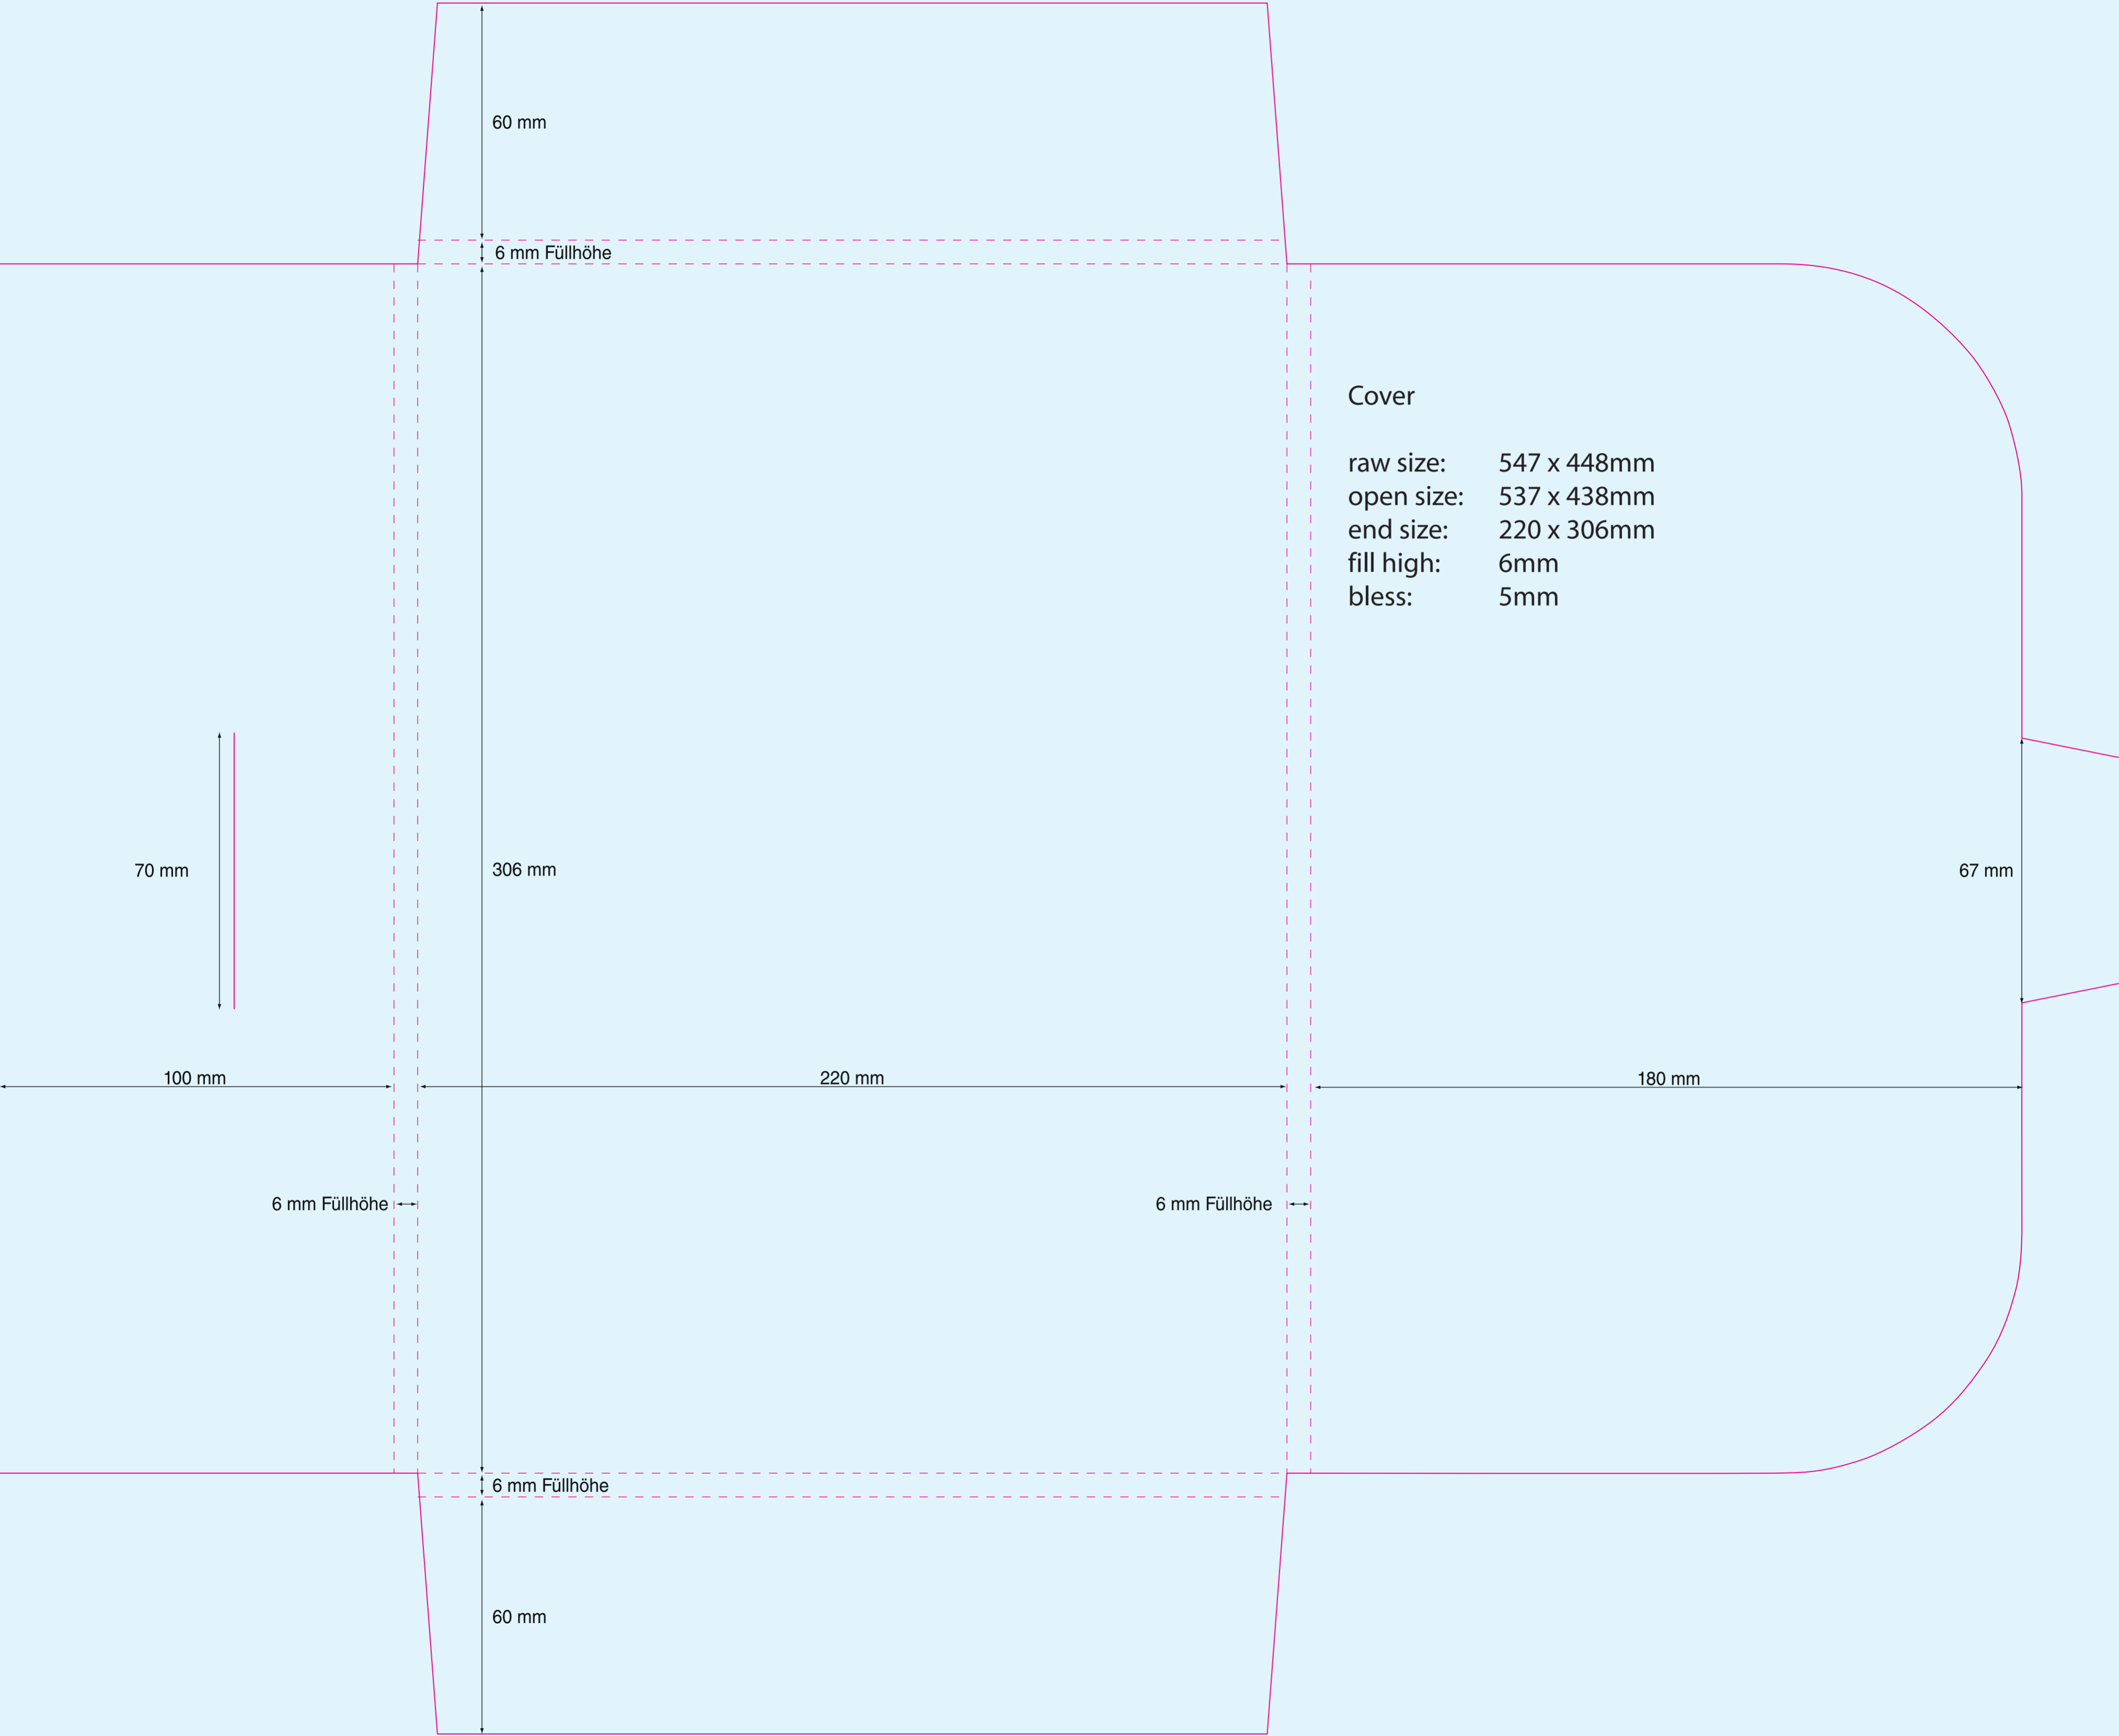 60 mm
6 mm Füllhöhe
Cover
raw size: 547 x 448mm
open size: 537 x 438mm
end size: 220 x 306mm
fill high: 6mm
bless: 5mm
70 mm
306 mm
67 mm
100 mm
220 mm
180 mm
6 mm Füllhöhe
6 mm Füllhöhe
6 mm Füllhöhe
60 mm